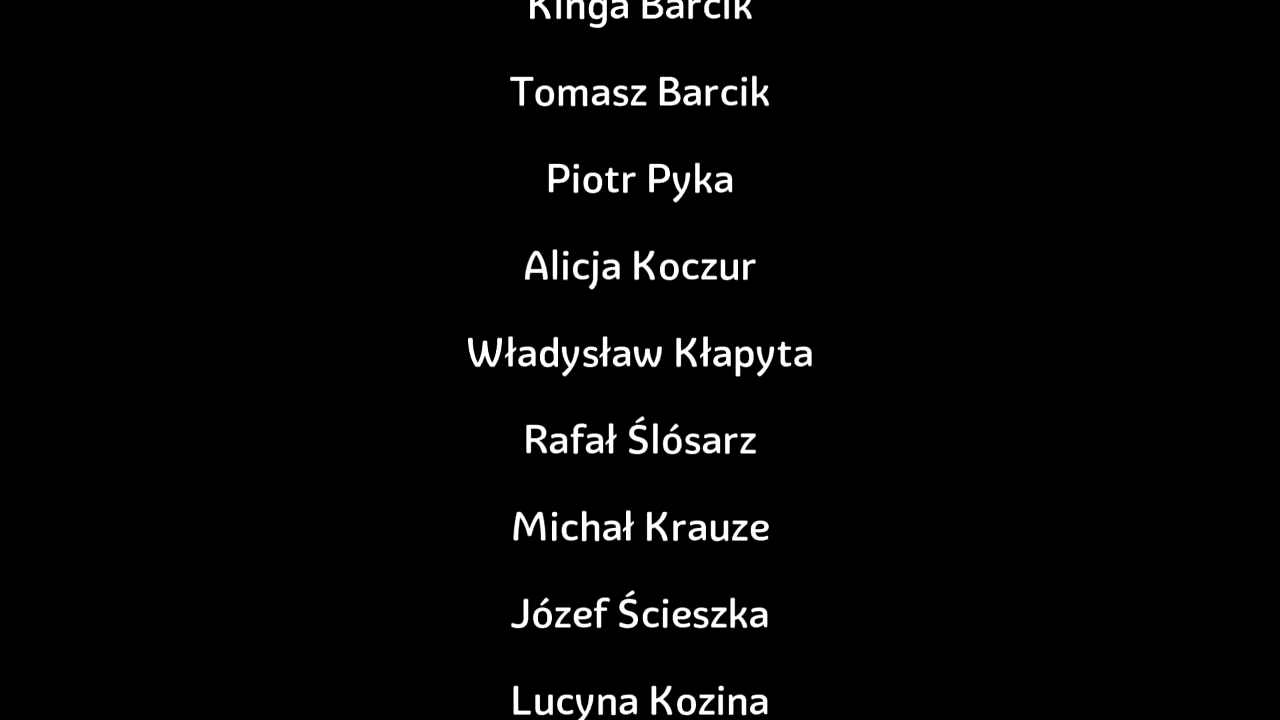 Kinga Barcik
Tomasz Barcik
Piotr Pyka
Alicja Koczur
Władysław Kłapyta
Rafał Ślósarz
Michał Krauze
Józef Ścieszka
Lucyna Kozina